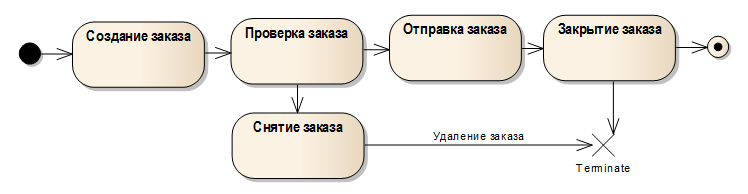 Создание заказа
Проверка заказа
Отправка заказа
Закрытие заказа
Снятие заказа
Удаление заказа
Terminate